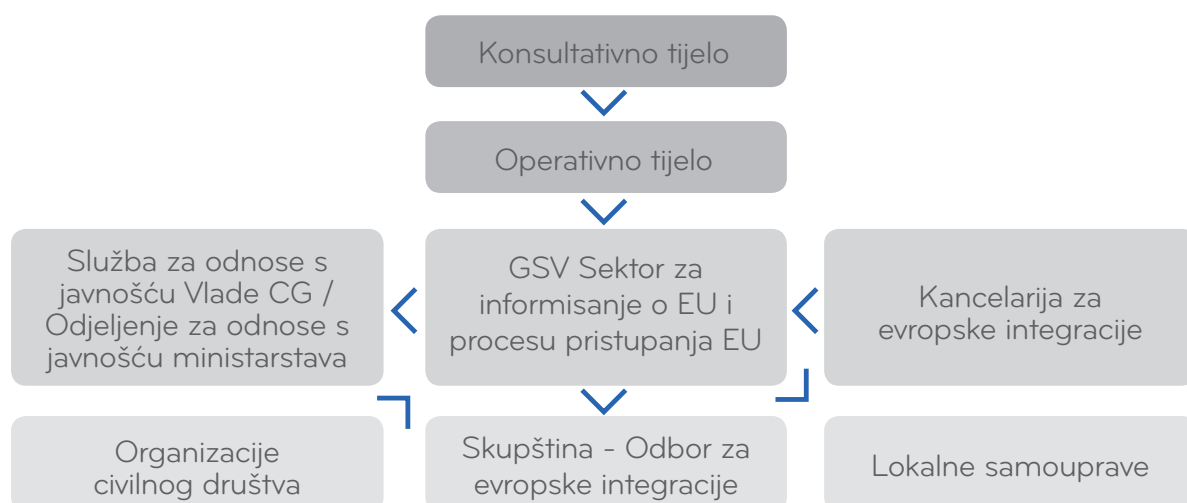 Konsultativno tijelo
Operativno tijelo
Služba za odnose s
javnošću Vlade CG /
Odjeljenje za odnose s
javnošću ministarstava
GSV Sektor za
informisanje o EU i
procesu pristupanja EU
Kancelarija za
evropske integracije
Organizacije
civilnog društva
Skupština - Odbor za
evropske integracije
Lokalne samouprave